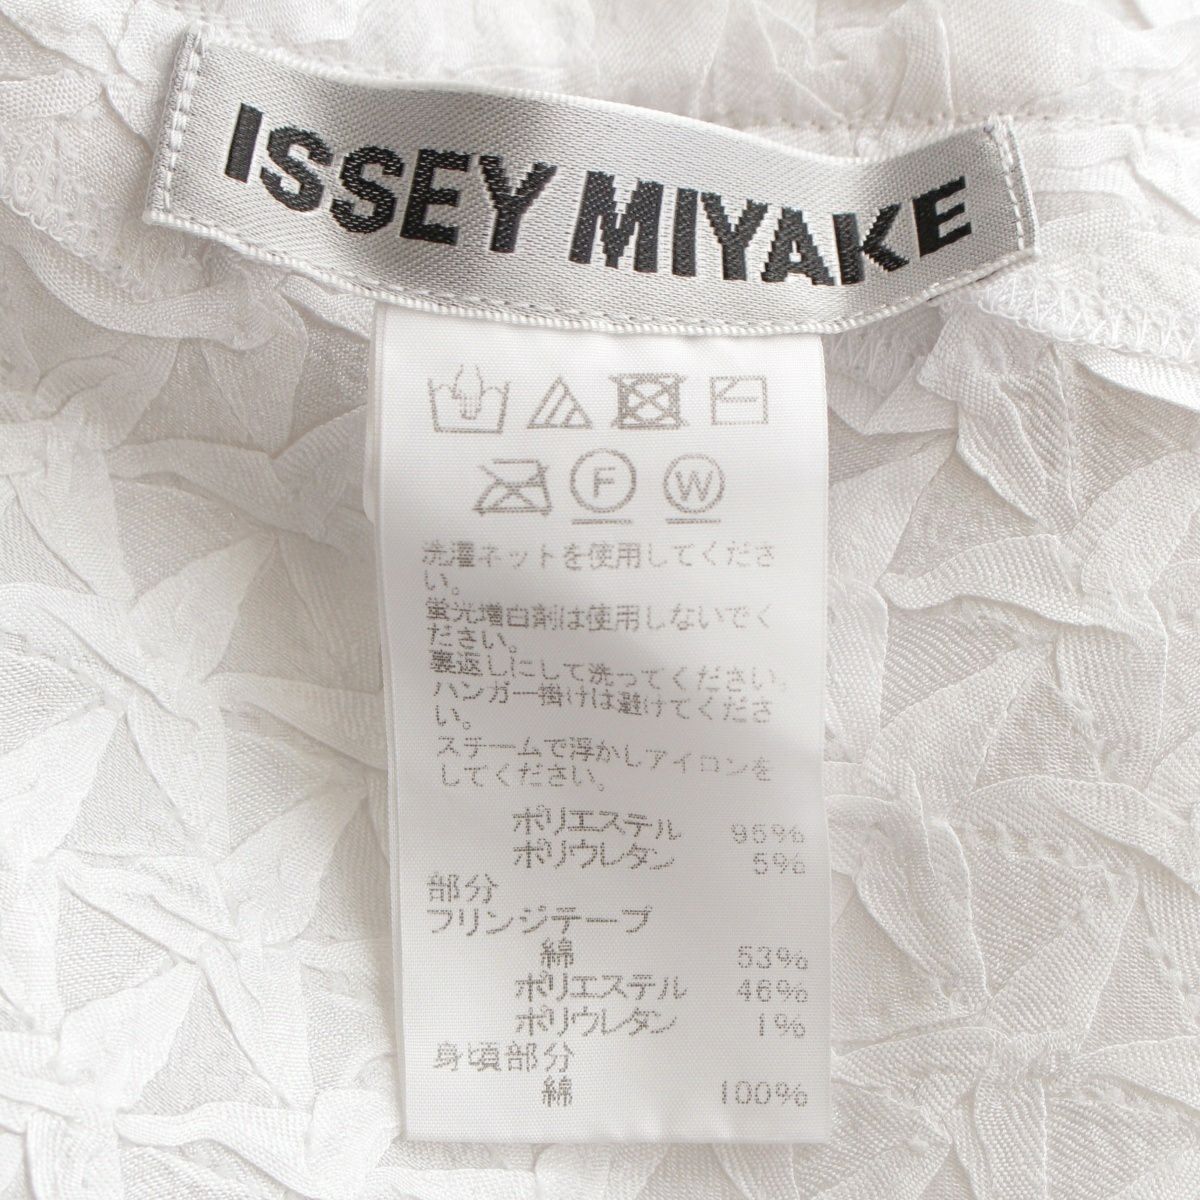 ISSEY MIYAKE
F W
洗濯ネットを使用してくださ
い。
蛍光増白剤は使用しないでく
ださい。
裏返しにして洗ってください。
ハンガー掛けは避けてくださ
い。
ステームで浮かしアイロンを
してください。
ポリエステル 95%
ポリウレタン 5%
部分
フリンジテープ
綿 53%
ポリエステル 46%
ポリウレタン 1%
身頃部分
綿 100%